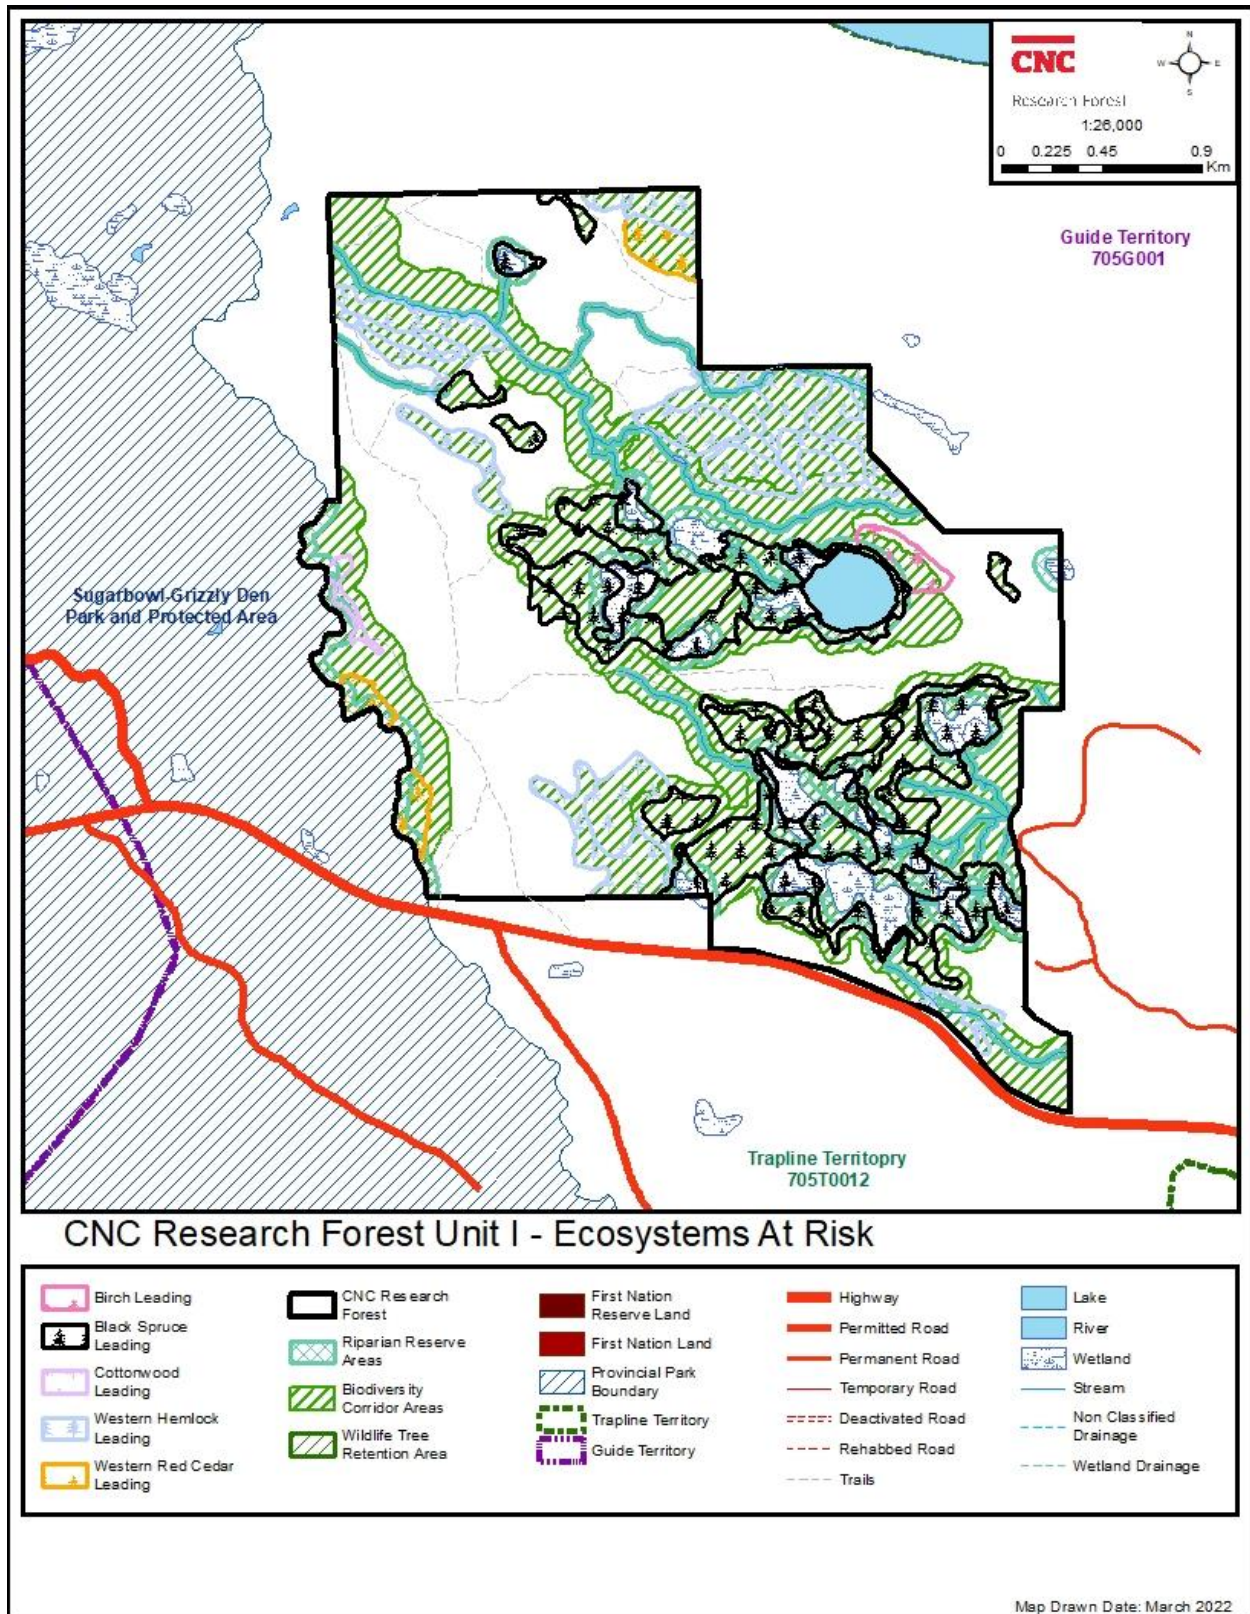 CNC
N
W
E
S
Research Forest
1:26,000
0 0.225 0.45 0.9
Km
Guide Territory
705G001
Sugarbowl-Grizzly Den
Park and Protected Area
Trapline Territopry
705T0012
CNC Research Forest Unit I - Ecosystems At Risk
Birch Leading
Black Spruce
Leading
Cottonwood
Leading
Western Hemlock
Leading
Western Red Cedar
Leading
CNC Research
Forest
Riparian Reserve
Areas
Biodiversity
Corridor Areas
Wildlife Tree
Retention Area
First Nation
Reserve Land
First Nation Land
Provincial Park
Boundary
Trapline Territory
Guide Territory
Highway
Permitted Road
Permanent Road
Temporary Road
Deactivated Road
Rehabbed Road
Trails
Lake
River
Wetland
Stream
Non Classified
Drainage
Wetland Drainage
Map Drawn Date: March 2022